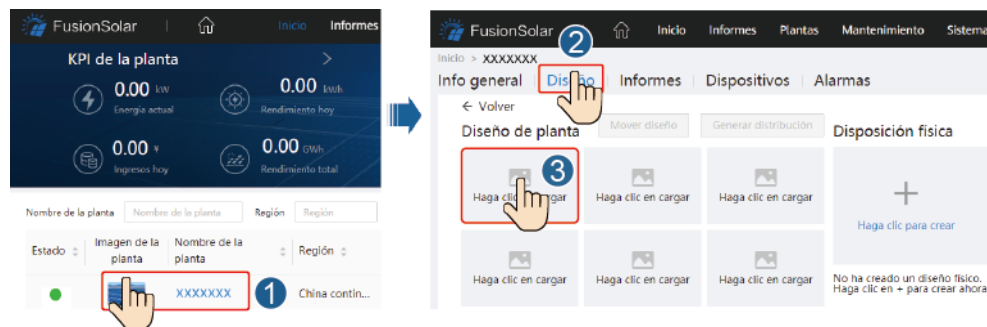 FusionSolar
Inicio
Informes
KPI de la planta
>
0.00 kW
Energía actual
0.00 kWh
Rendimiento hoy
0.00 ¥
Ingresos hoy
0.00 GWh
Rendimiento total
Nombre de la planta
Nombre de la planta
Región
Región
Estado
Imagen de la planta
Nombre de la planta
Región
XXXXXXX
1
China contin...
FusionSolar
2
Inicio
Informes
Plantas
Mantenimiento
Sistema
Inicio > XXXXXXX
Info general
Diseño
Informes
Dispositivos
Alarmas
← Volver
Diseño de planta
Mover diseño
Generar distribución
Disposición física
3
Haga clic en cargar
Haga clic en cargar
Haga clic en cargar
+
Haga clic para crear
Haga clic en cargar
Haga clic en cargar
Haga clic en cargar
No ha creado un diseño físico.
Haga clic en + para crear ahora